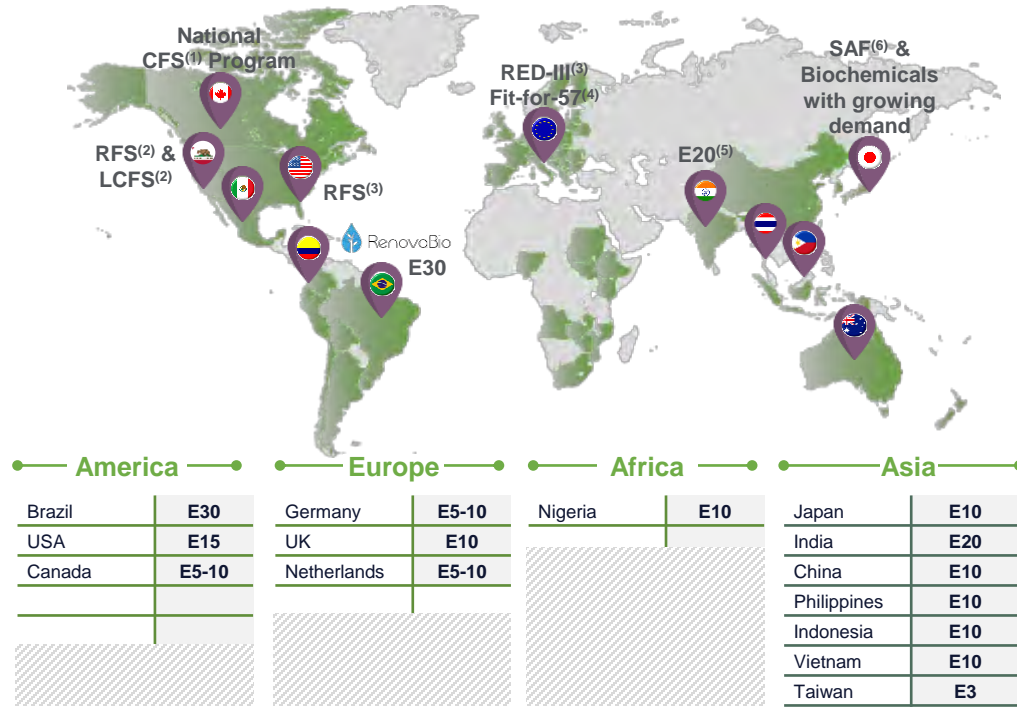 National
CFS(1) Program
RED-III(3)
Fit-for-57(4)
SAF(6) &
Biochemicals
with growing
demand
RFS(2) &
LCFS(2)
RFS(3)
E20(5)
RenovaBio
E30
America
Brazil E30
USA E15
Canada E5-10
Europe
Germany E5-10
UK E10
Netherlands E5-10
Africa
Nigeria E10
Asia
Japan E10
India E20
China E10
Philippines E10
Indonesia E10
Vietnam E10
Taiwan E3